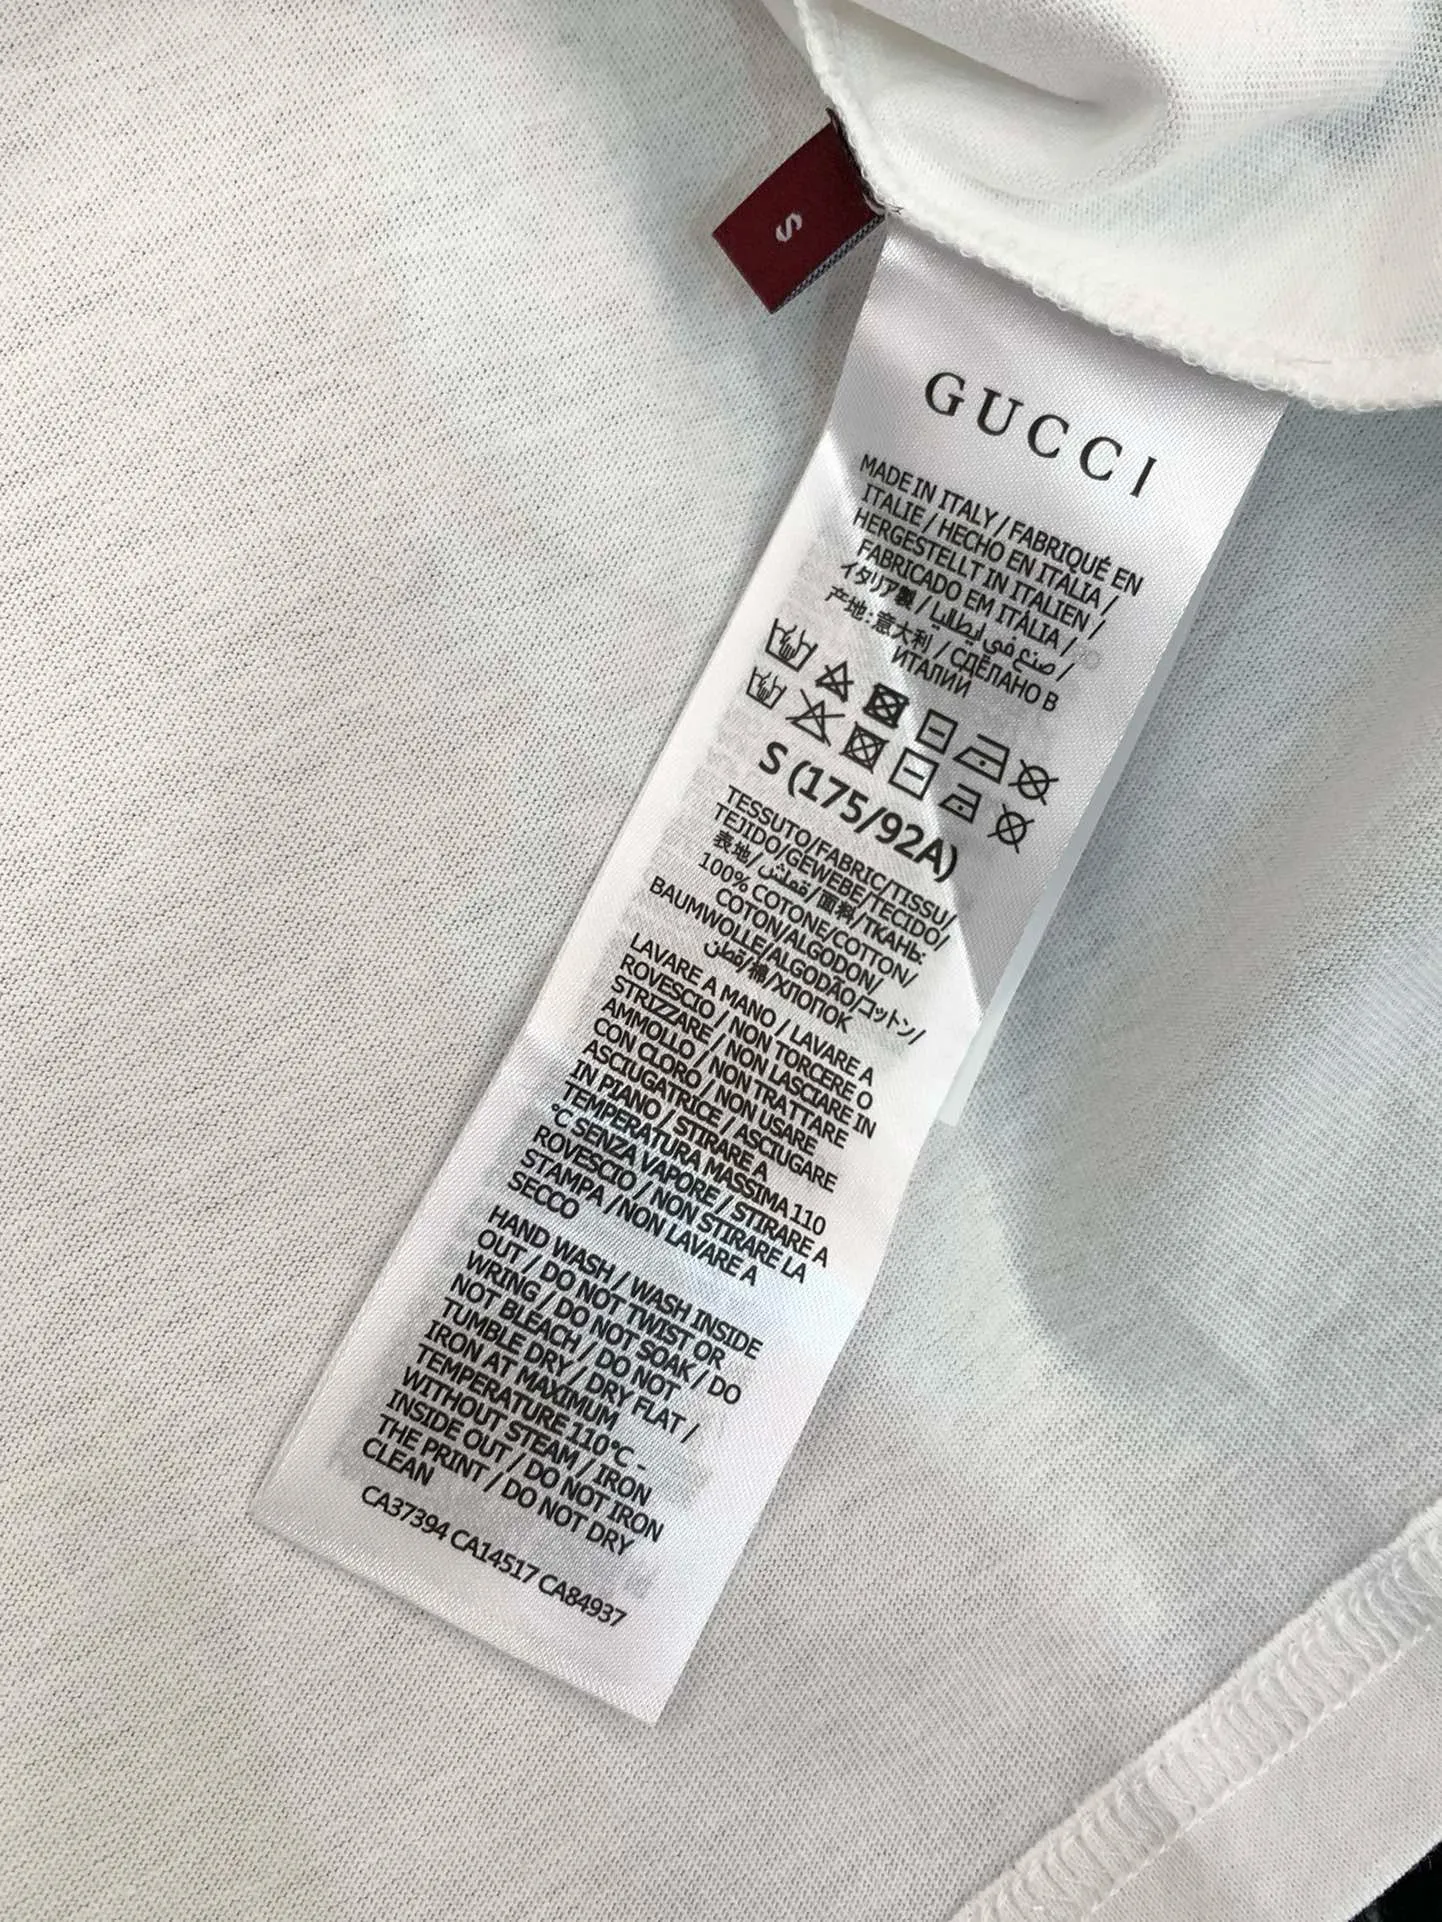 S
GUCCI
MADE IN ITALY / FABRIQUÉ EN
ITALIE / HECHO EN ITALIA /
HERGESTELLT IN ITALIEN /
FABRICADO EM ITÁLIA /
イタリア製 / صنع في إيطاليا /
产地:意大利 / СДЕЛАНО В
ИТАЛИИ
S (175/92A)
TESSUTO/FABRIC/TISSU/
TEJIDO/GEWEBE/TECIDO/
表地/قماش/面料/ТКАНЬ:
100% COTONE/COTTON/
COTON/ALGODON/
BAUMWOLLE/ALGODÃO/コットン/
قطن/棉/ХЛОПОК
LAVARE A MANO / LAVARE A
ROVESCIO / NON TORCERE O
STRIZZARE / NON LASCIARE IN
AMMOLLO / NON TRATTARE
CON CLORO / NON USARE
ASCIUGATRICE / ASCIUGARE
IN PIANO / STIRARE A
TEMPERATURA MASSIMA 110
°C SENZA VAPORE / STIRARE A
ROVESCIO / NON STIRARE LA
STAMPA /NON LAVARE A
SECCO
HAND WASH / WASH INSIDE
OUT / DO NOT TWIST OR
WRING / DO NOT SOAK / DO
NOT BLEACH / DO NOT
TUMBLE DRY / DRY FLAT /
IRON AT MAXIMUM
TEMPERATURE 110°C -
WITHOUT STEAM / IRON
INSIDE OUT / DO NOT IRON
THE PRINT / DO NOT DRY
CLEAN
CA37394 CA14517 CA84937